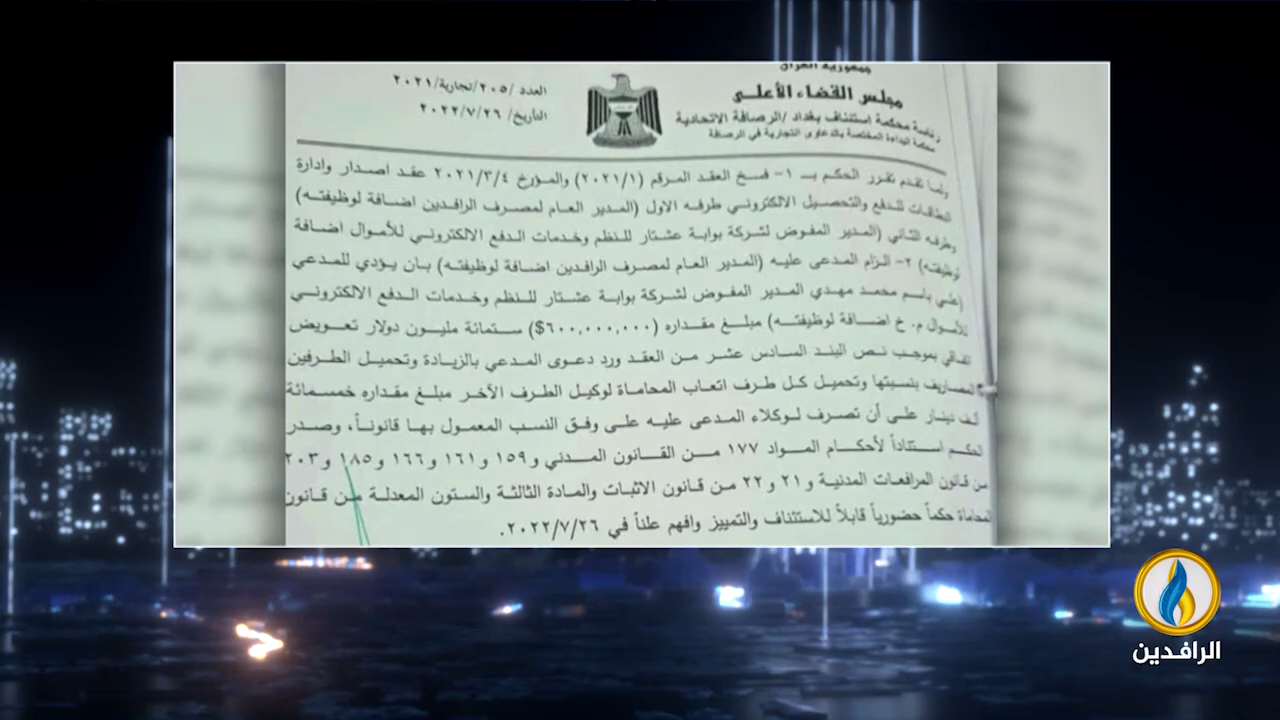 جمهورية العراق
مجلس القضاء الأعلى
رئاسة محكمة استئناف بغداد /الرصافة الاتحادية
محكمة البداءة المختصة بالدعاوى التجارية في الرصافة
العدد /٢٠٥/تجارية/٢٠٢١
التاريخ/ ٢٠٢٢/٧/٢٦
ولما تقدم تقرر الحكم بـ ١- فسخ العقد المرقم (٢٠٢١/١) والمؤرخ ٢٠٢١/٣/٤ عقد اصدار وادارة
البطاقات للدفع والتحصيل الالكتروني طرفه الاول (المدير العام لمصرف الرافدين اضافة لوظيفته)
وطرفه الثاني (المدير المفوض لشركة بوابة عشتار للنظم وخدمات الدفع الالكتروني للأموال اضافة
لوظيفته) ٢- الزام المدعى عليه (المدير العام لمصرف الرافدين اضافة لوظيفته) بان يؤدي للمدعي
(علي باسم محمد مهدي المدير المفوض لشركة بوابة عشتار للنظم وخدمات الدفع الالكتروني
للأموال م. خ اضافة لوظيفته) مبلغ مقداره (٦٠٠,٠٠٠,٠٠٠$) ستمائة مليون دولار تعويض
اتفاقي بموجب نص البند السادس عشر من العقد ورد دعوى المدعي بالزيادة وتحميل الطرفين
المصاريف بنسبتها وتحميل كل طرف اتعاب المحاماة لوكيل الطرف الآخر مبلغ مقداره خمسمائة
الف دينار على أن تصرف لوكلاء المدعى عليه على وفق النسب المعمول بها قانوناً، وصدر
الحكم استناداً لأحكام المواد ١٧٧ من القانون المدني و١٥٩ و١٦١ و١٦٦ و١٨٥ و٢٠٣
من قانون المرافعات المدنية و٢١ و٢٢ من قانون الاثبات والمادة الثالثة والستون المعدلة من قانون
المحاماة حكماً حضورياً قابلاً للاستئناف والتمييز وافهم علناً في ٢٠٢٢/٧/٢٦.
الرافدين